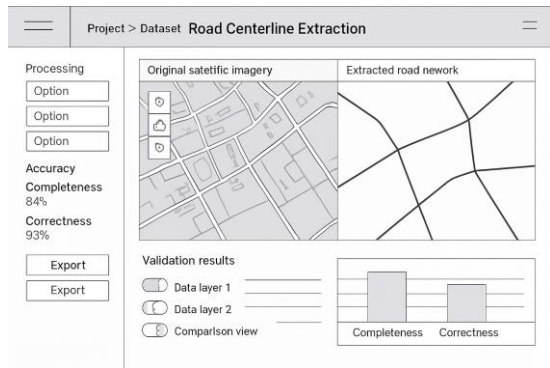 Project > Dataset Road Centerline Extraction
Processing
Option
Option
Option
Accuracy
Completeness
84%
Correctness
93%
Export
Export
Original satetific imagery
Extracted road nework
Validation results
Data layer 1
Data layer 2
Comparlson view
Completeness Correctness